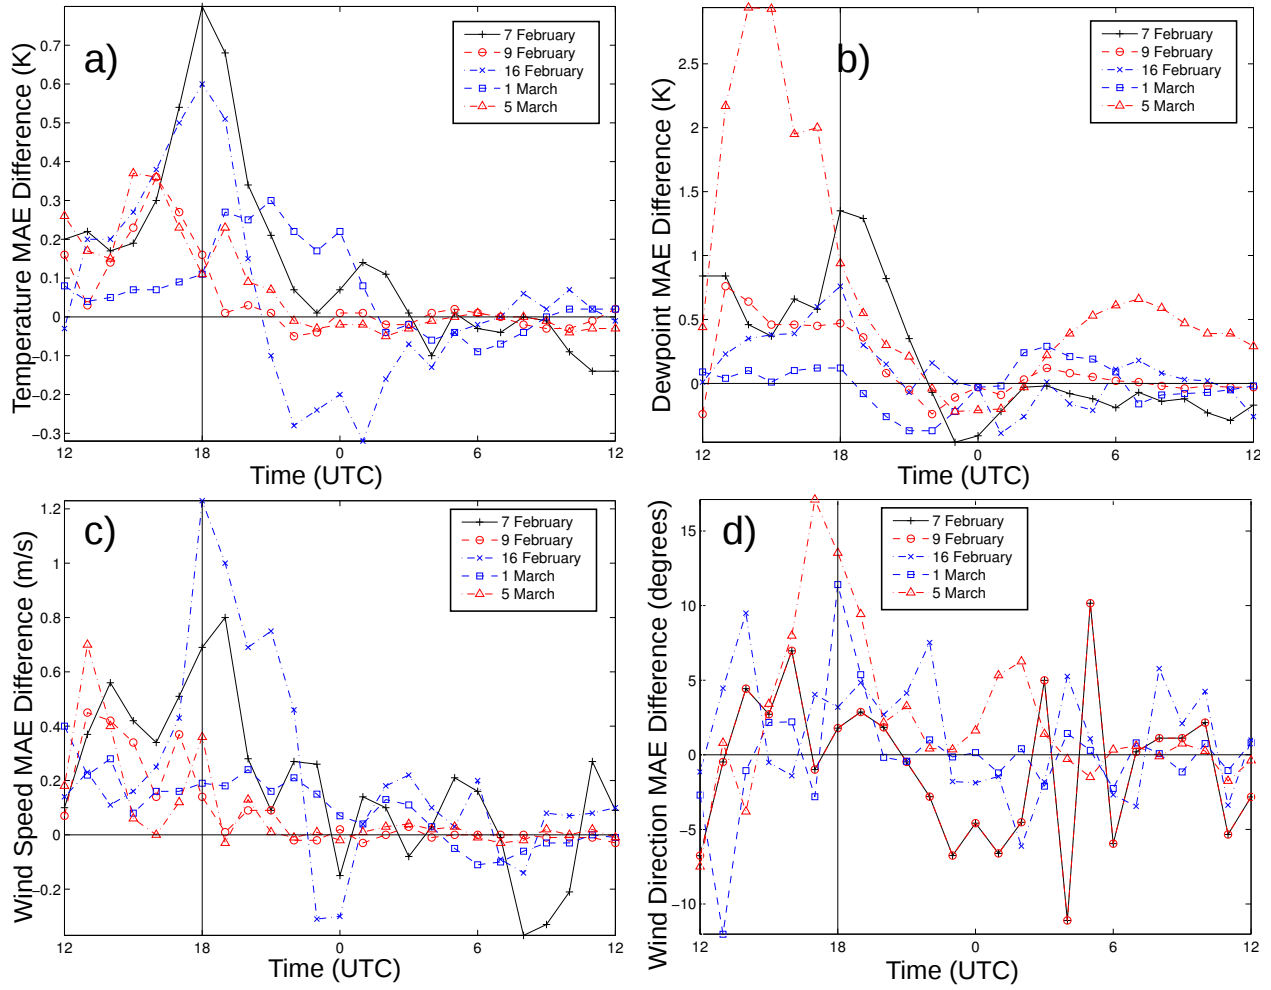 a)
Temperature MAE Difference (K)
0.7
0.6
0.5
0.4
0.3
0.2
0.1
0
−0.1
−0.2
−0.3
12
18
0
6
12
Time (UTC)
7 February
9 February
16 February
1 March
5 March
b)
Dewpoint MAE Difference (K)
2.5
2
1.5
1
0.5
0
12
18
0
6
12
Time (UTC)
7 February
9 February
16 February
1 March
5 March
c)
Wind Speed MAE Difference (m/s)
1.2
1
0.8
0.6
0.4
0.2
0
−0.2
12
18
0
6
12
Time (UTC)
7 February
9 February
16 February
1 March
5 March
d)
Wind Direction MAE Difference (degrees)
15
10
5
0
−5
−10
12
18
0
6
12
Time (UTC)
7 February
9 February
16 February
1 March
5 March